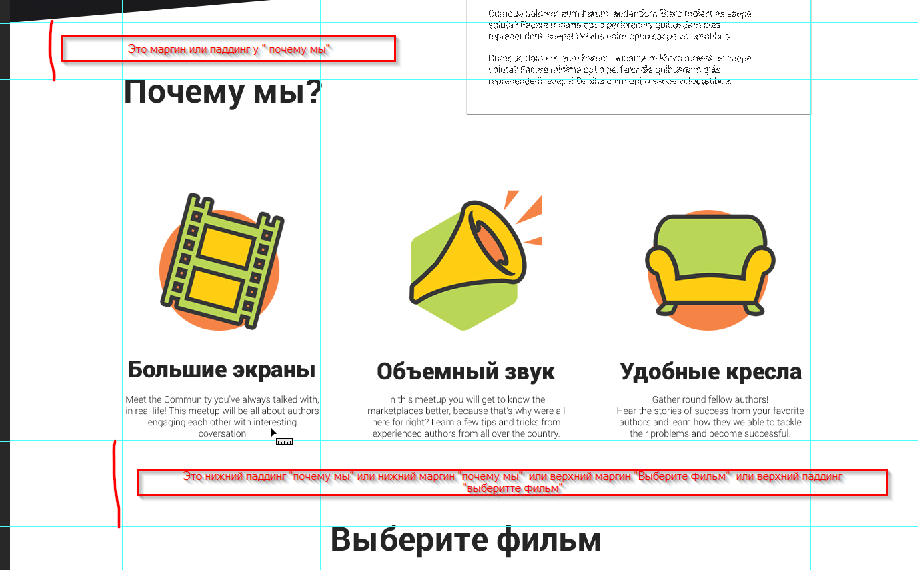 Это маргин или паддинг у " почему мы"
Почему мы?
Большие экраны
Объемный звук
Удобные кресла
Meet the Community you've always talked with,
in real life! This meetup will be all about authors
engaging each other with interesting
coversation
In this meetup you will get to know the
marketplaces better, because that's why were all
here for right? Learn a few tips and tricks from
experienced authors from all over the country.
Gather round fellow authors!
Hear the stories of success from your favorite
authors and learn how they we able to tackle
their problems and become successful.
Это нижний паддинг "почему мы" или нижний маргин "почему мы" или верхний маргин "Выберите фильм" или верхний паддинг
"выберитте фильм"
Выберите фильм